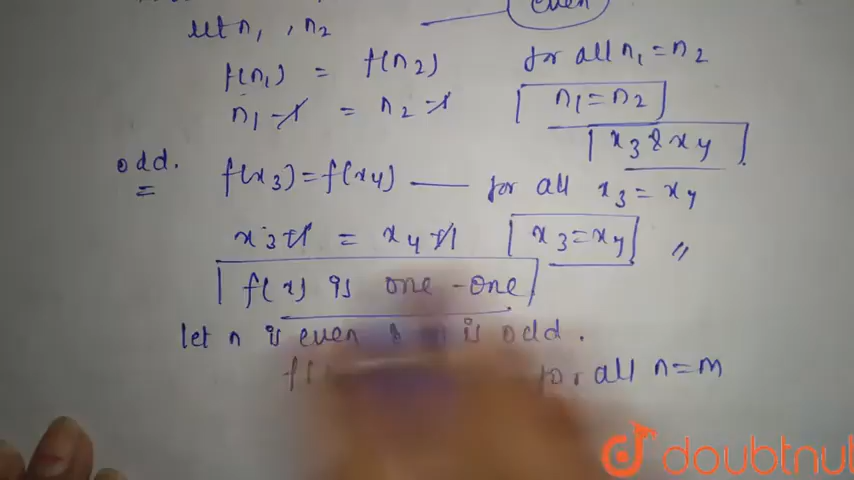 even
let n1, n2
f(n1) = f(n2) for all n1 = n2
n1 - 1 = n2 - 1 n1 = n2
x3 & x4
odd. f(x3) = f(x4) — for all x3 = x4
x3 + 1 = x4 + 1 x3 = x4 "
f(x) is one-one
let n is even & is odd.
f( for all n = m
doubtnut